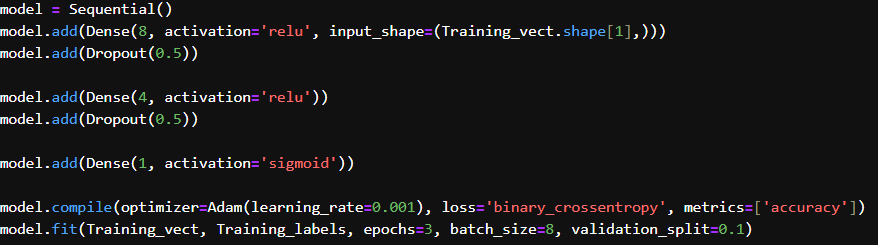 model = Sequential()
model.add(Dense(8, activation='relu', input_shape=(Training_vect.shape[1],)))
model.add(Dropout(0.5))
model.add(Dense(4, activation='relu'))
model.add(Dropout(0.5))
model.add(Dense(1, activation='sigmoid'))
model.compile(optimizer=Adam(learning_rate=0.001), loss='binary_crossentropy', metrics=['accuracy'])
model.fit(Training_vect, Training_labels, epochs=3, batch_size=8, validation_split=0.1)